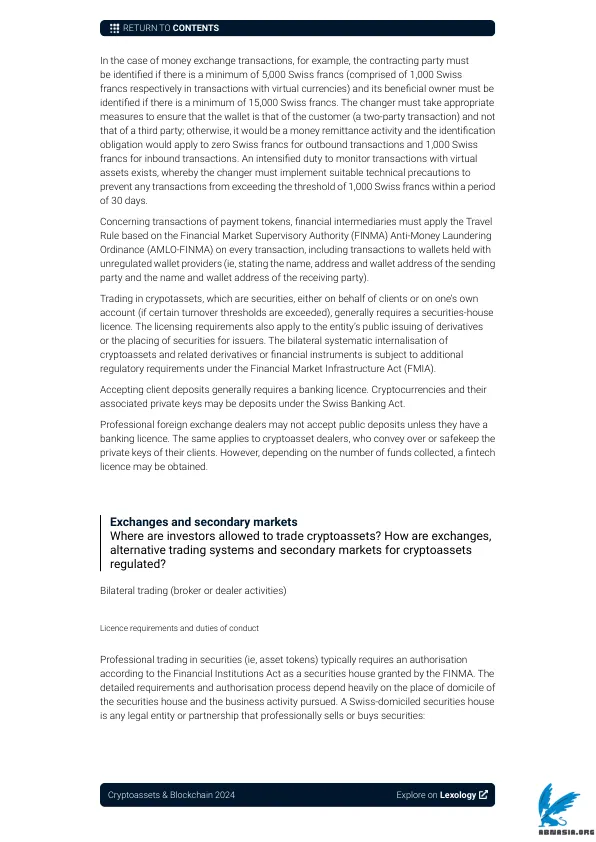 RETURN TO CONTENTS
In the case of money exchange transactions, for example, the contracting party must
be identified if there is a minimum of 5,000 Swiss francs (comprised of 1,000 Swiss
francs respectively in transactions with virtual currencies) and its beneficial owner must be
identified if there is a minimum of 15,000 Swiss francs. The changer must take appropriate
measures to ensure that the wallet is that of the customer (a two-party transaction) and not
that of a third party; otherwise, it would be a money remittance activity and the identification
obligation would apply to zero Swiss francs for outbound transactions and 1,000 Swiss
francs for inbound transactions. An intensified duty to monitor transactions with virtual
assets exists, whereby the changer must implement suitable technical precautions to
prevent any transactions from exceeding the threshold of 1,000 Swiss francs within a period
of 30 days.
Concerning transactions of payment tokens, financial intermediaries must apply the Travel
Rule based on the Financial Market Supervisory Authority (FINMA) Anti-Money Laundering
Ordinance (AMLO-FINMA) on every transaction, including transactions to wallets held with
unregulated wallet providers (ie, stating the name, address and wallet address of the sending
party and the name and wallet address of the receiving party).
Trading in crypotassets, which are securities, either on behalf of clients or on one's own
account (if certain turnover thresholds are exceeded), generally requires a securities-house
licence. The licensing requirements also apply to the entity's public issuing of derivatives
or the placing of securities for issuers. The bilateral systematic internalisation of
cryptoassets and related derivatives or financial instruments is subject to additional
regulatory requirements under the Financial Market Infrastructure Act (FMIA).
Accepting client deposits generally requires a banking licence. Cryptocurrencies and their
associated private keys may be deposits under the Swiss Banking Act.
Professional foreign exchange dealers may not accept public deposits unless they have a
banking licence. The same applies to cryptoasset dealers, who convey over or safekeep the
private keys of their clients. However, depending on the number of funds collected, a fintech
licence may be obtained.
Exchanges and secondary markets
Where are investors allowed to trade cryptoassets? How are exchanges,
alternative trading systems and secondary markets for cryptoassets
regulated?
Bilateral trading (broker or dealer activities)
Licence requirements and duties of conduct
Professional trading in securities (ie, asset tokens) typically requires an authorisation
according to the Financial Institutions Act as a securities house granted by the FINMA. The
detailed requirements and authorisation process depend heavily on the place of domicile of
the securities house and the business activity pursued. A Swiss-domiciled securities house
is any legal entity or partnership that professionally sells or buys securities:
Cryptoassets & Blockchain 2024
Explore on Lexology
ABNASIA.ORG